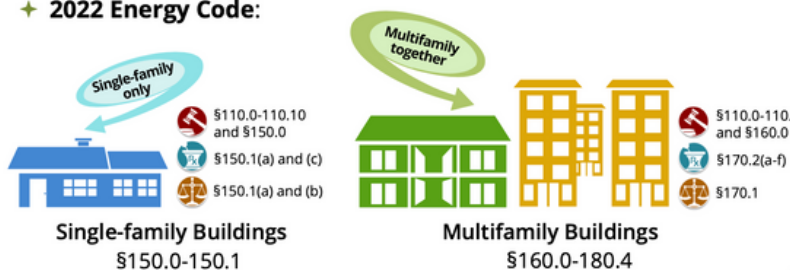 2022 Energy Code:
Single-family
only
Multifamily
together
§110.0-110.10
and §150.0
§150.1(a) and (c)
§150.1(a) and (b)
§110.0-110.
and §160.0
§170.2(a-f)
§170.1
Single-family Buildings
§150.0-150.1
Multifamily Buildings
§160.0-180.4